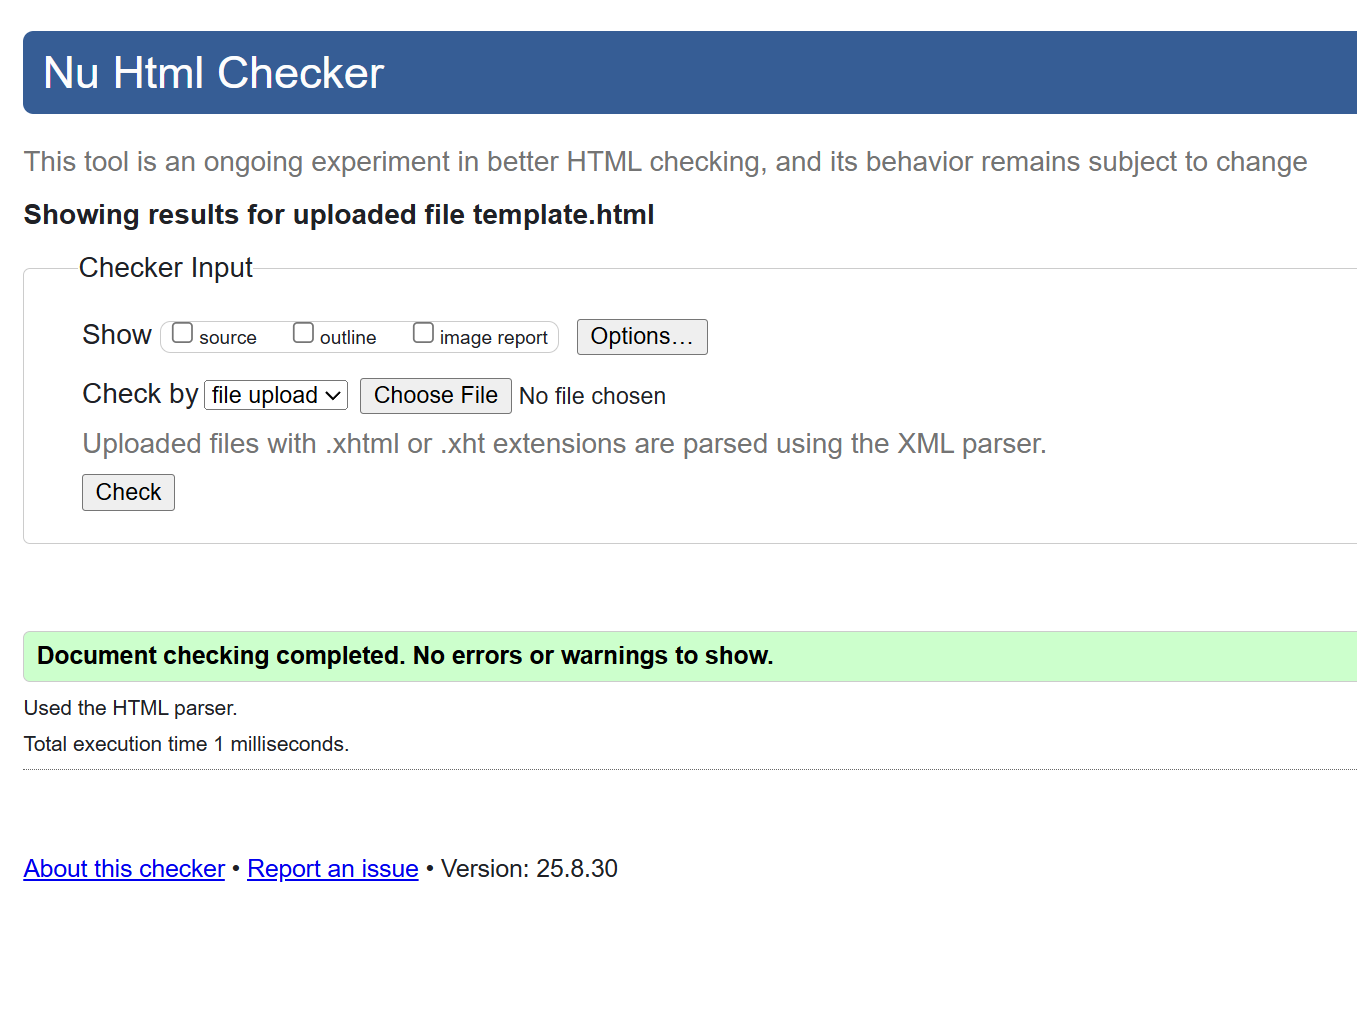 Nu Html Checker
This tool is an ongoing experiment in better HTML checking, and its behavior remains subject to change
Showing results for uploaded file template.html
Checker Input
Show source outline image report Options...
Check by file upload Choose File No file chosen
Uploaded files with .xhtml or .xht extensions are parsed using the XML parser.
Check
Document checking completed. No errors or warnings to show.
Used the HTML parser.
Total execution time 1 milliseconds.
About this checker • Report an issue • Version: 25.8.30